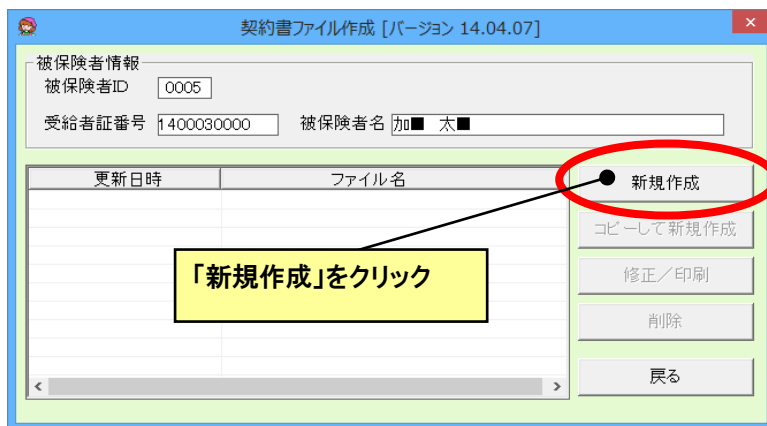 契約書ファイル作成 [バージョン 14.04.07]
被保険者情報
被保険者ID 0005
受給者証番号 1400030000 被保険者名 加■ 太■
更新日時 ファイル名
新規作成
コピーして新規作成
「新規作成」をクリック
修正／印刷
削除
戻る